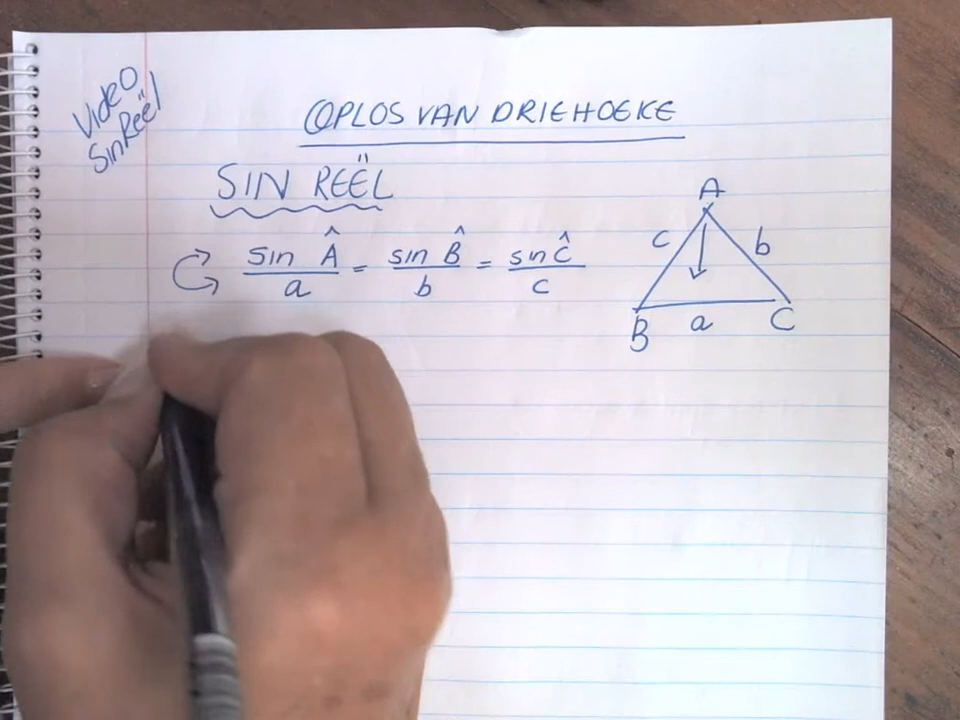 Video
SinReël
OPLOS VAN DRIEHOEKE
SIN REËL
sin Â / a = sin B̂ / b = sin Ĉ / c
A
c b
B a C